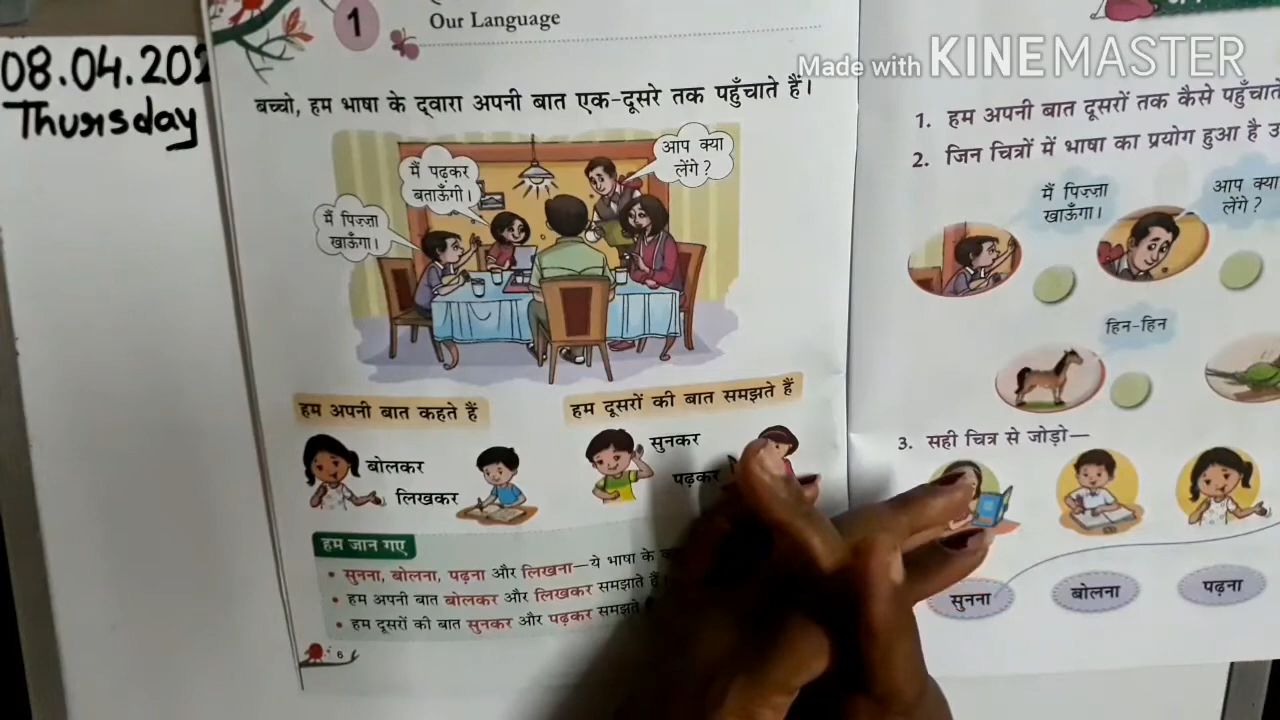 08.04.202
Thursday
1
Our Language
Made with KINEMASTER
बच्चो, हम भाषा के द्वारा अपनी बात एक-दूसरे तक पहुँचाते हैं।
आप क्या
लेंगे ?
मैं पढ़कर
बताऊँगी।
मैं पिज़्ज़ा
खाऊँगा।
हम अपनी बात कहते हैं
हम दूसरों की बात समझते हैं
बोलकर
लिखकर
सुनकर
पढ़कर
हम जान गए
• सुनना, बोलना, पढ़ना और लिखना—ये भाषा के
• हम अपनी बात बोलकर और लिखकर समझाते हैं।
• हम दूसरों की बात सुनकर और पढ़कर समझते
6
1. हम अपनी बात दूसरों तक कैसे पहुँचाते
2. जिन चित्रों में भाषा का प्रयोग हुआ है
मैं पिज़्ज़ा
खाऊँगा।
आप क्या
लेंगे ?
हिन-हिन
3. सही चित्र से जोड़ो—
सुनना
बोलना
पढ़ना